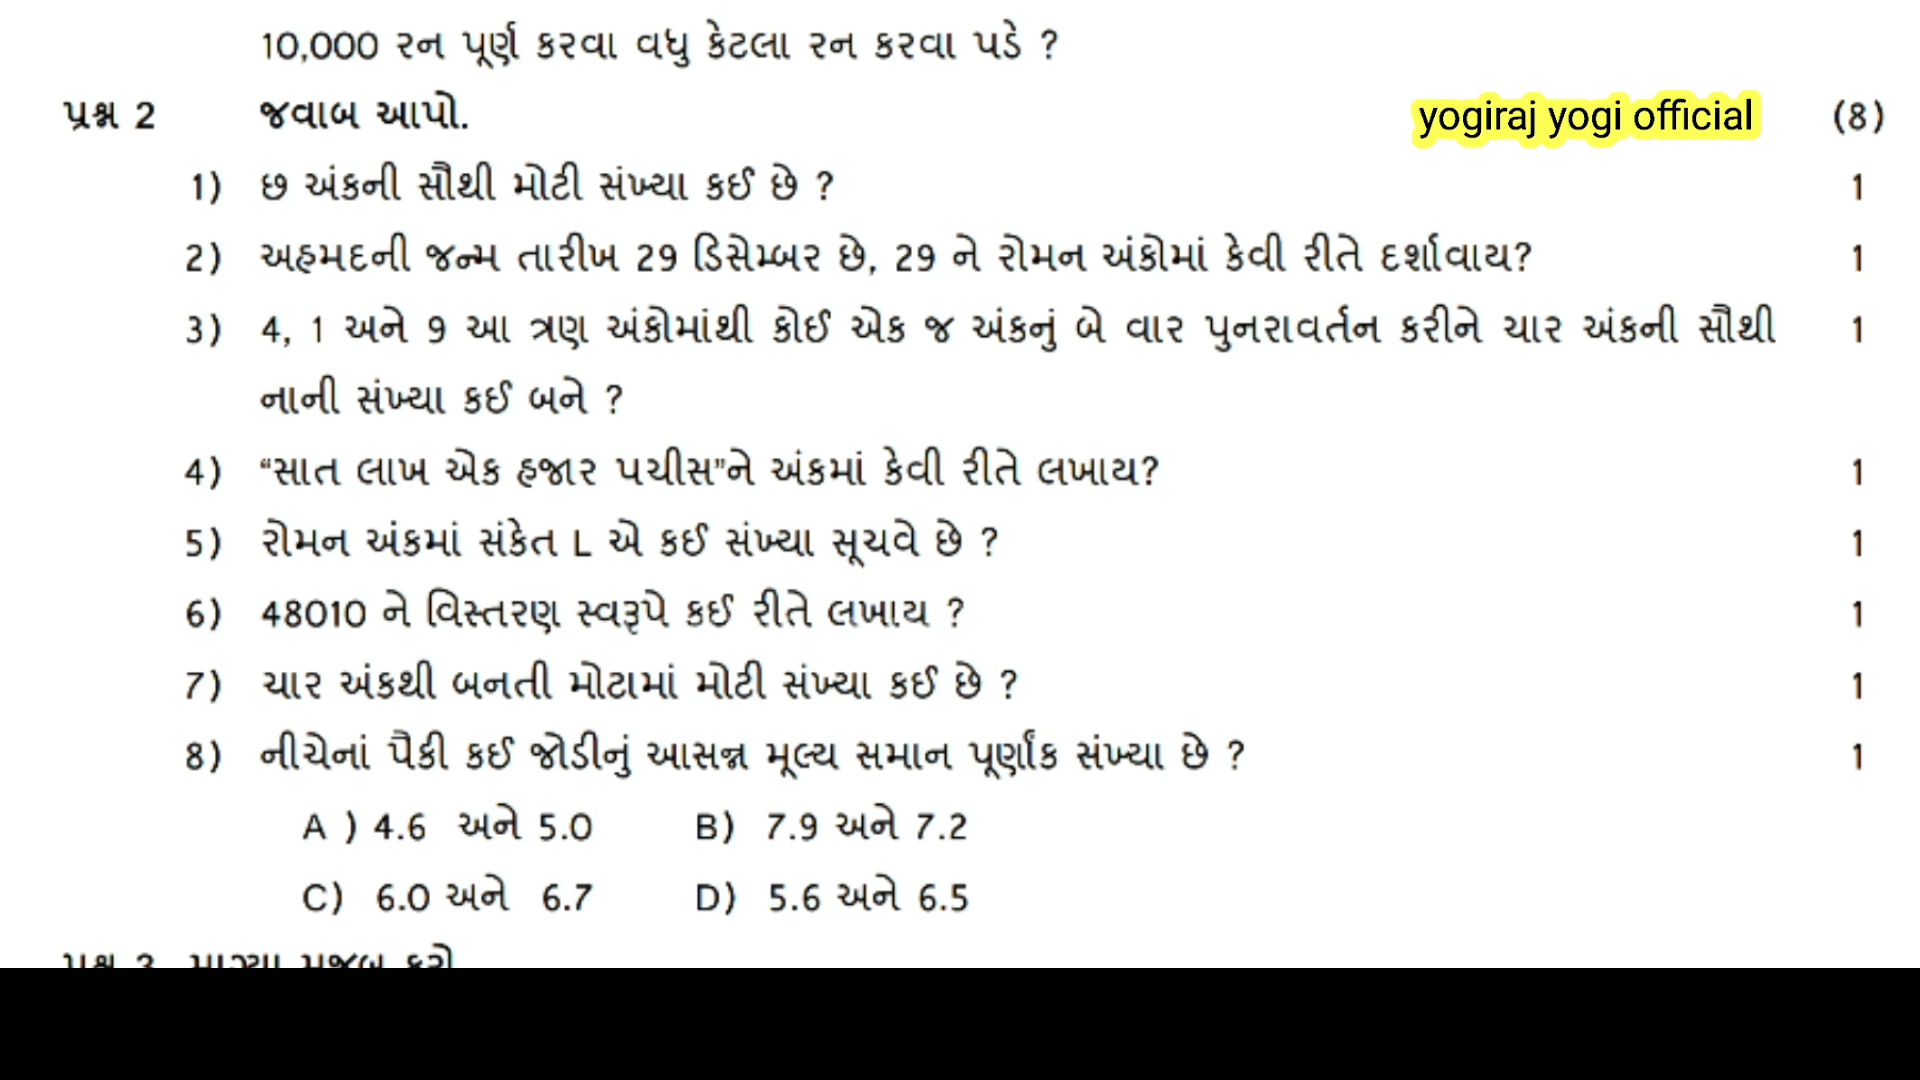 10,000 રન પૂર્ણ કરવા વધુ કેટલા રન કરવા પડે ?
પ્રશ્ન 2 જવાબ આપો. yogiraj yogi official (8)
1) છ અંકની સૌથી મોટી સંખ્યા કઈ છે ? 1
2) અહમદની જન્મ તારીખ 29 ડિસેમ્બર છે, 29 ને રોમન અંકોમાં કેવી રીતે દર્શાવાય? 1
3) 4, 1 અને 9 આ ત્રણ અંકોમાંથી કોઈ એક જ અંકનું બે વાર પુનરાવર્તન કરીને ચાર અંકની સૌથી 1
નાની સંખ્યા કઈ બને ?
4) “સાત લાખ એક હજાર પચીસ”ને અંકમાં કેવી રીતે લખાય? 1
5) રોમન અંકમાં સંકેત L એ કઈ સંખ્યા સૂચવે છે ? 1
6) 48010 ને વિસ્તરણ સ્વરૂપે કઈ રીતે લખાય ? 1
7) ચાર અંકથી બનતી મોટામાં મોટી સંખ્યા કઈ છે ? 1
8) નીચેનાં પૈકી કઈ જોડીનું આસન્ન મૂલ્ય સમાન પૂર્ણાંક સંખ્યા છે ? 1
A ) 4.6 અને 5.0 B) 7.9 અને 7.2
C) 6.0 અને 6.7 D) 5.6 અને 6.5
પ્રશ્ન 3 માગ્યા મુજબ કરો